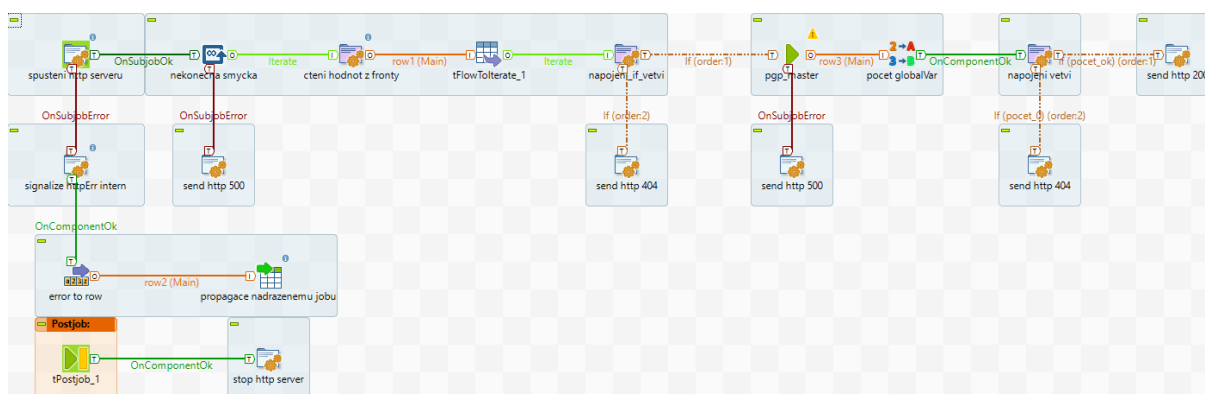 OnSubjobOk
Iterate
row1 (Main)
Iterate
If (order:1)
row3 (Main)
OnComponentOk
If (pocet_ok) (order:1)
spusteni http serveru
nekonecna smycka
cteni hodnot z fronty
tFlowToIterate_1
napojeni_if_vetvi
pgp_master
pocet globalVar
napojeni vetvi
send http 200
OnSubjobError
OnSubjobError
If (order:2)
OnSubjobError
If (pocet_0) (order:2)
signalize httpErr intern
send http 500
send http 404
send http 500
send http 404
OnComponentOk
row2 (Main)
error to row
propagace nadrazenemu jobu
Postjob:
OnComponentOk
tPostjob_1
stop http server